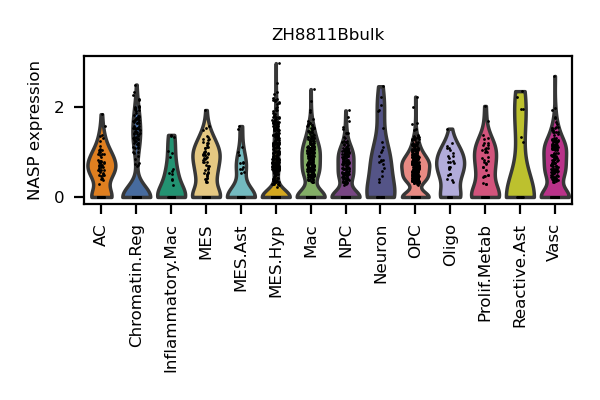 ZH8811Bbulk
NASP expression
2
0
AC
Chromatin.Reg
Inflammatory.Mac
MES
MES.Ast
MES.Hyp
Mac
NPC
Neuron
OPC
Oligo
Prolif.Metab
Reactive.Ast
Vasc